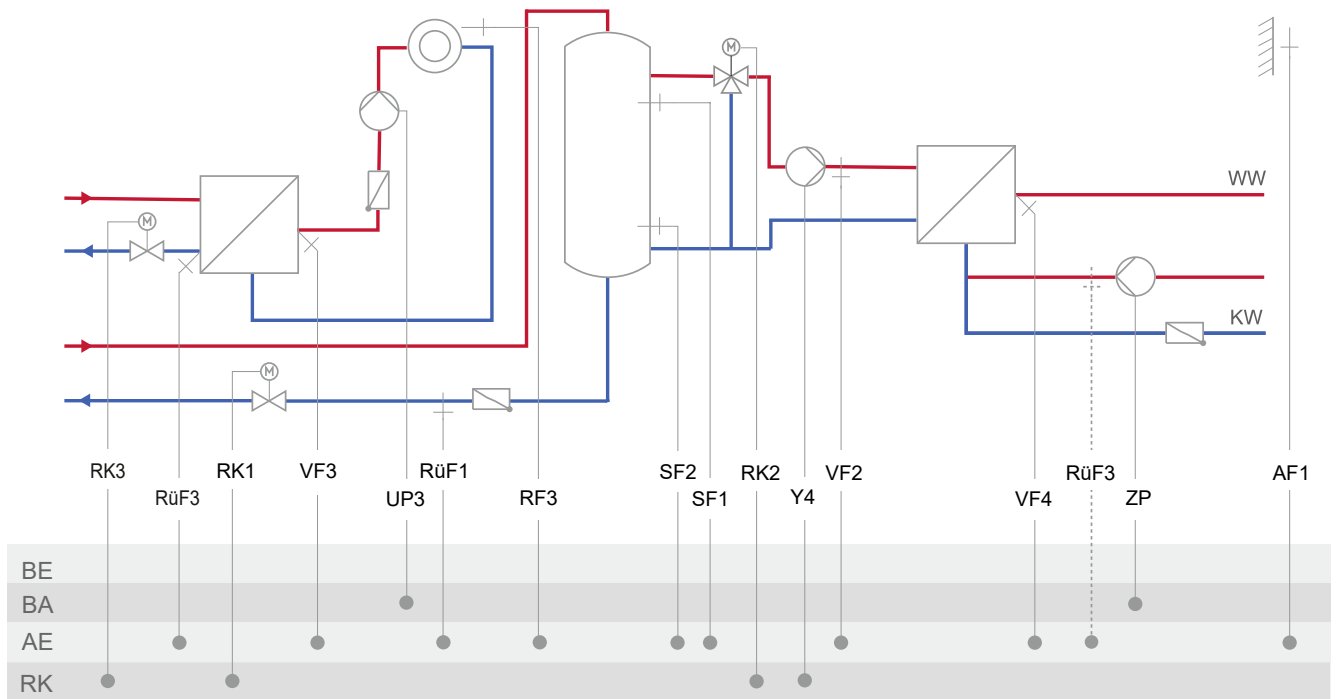 M
WW
M
KW
M
RK3 RK1 VF3 RüF1 SF2 RK2 VF2 RüF3 AF1
RüF3 UP3 RF3 SF1 Y4 VF4 ZP
BE
BA
AE
RK